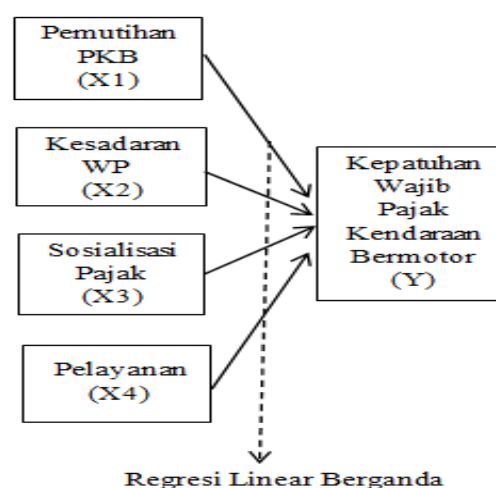 Pemutihan
PKB
(X1)
Kesadaran
WP
(X2)
Sosialisasi
Pajak
(X3)
Pelayanan
(X4)
Kepatuhan
Wajib
Pajak
Kendaraan
Bermotor
(Y)
Regresi Linear Berganda